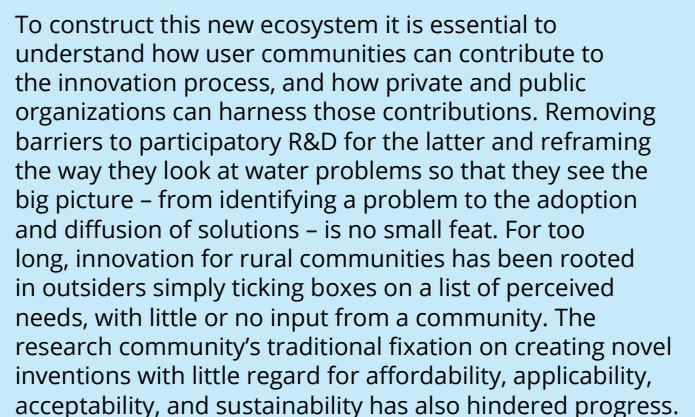 To construct this new ecosystem it is essential to
understand how user communities can contribute to
the innovation process, and how private and public
organizations can harness those contributions. Removing
barriers to participatory R&D for the latter and reframing
the way they look at water problems so that they see the
big picture – from identifying a problem to the adoption
and diffusion of solutions – is no small feat. For too
long, innovation for rural communities has been rooted
in outsiders simply ticking boxes on a list of perceived
needs, with little or no input from a community. The
research community’s traditional fixation on creating novel
inventions with little regard for affordability, applicability,
acceptability, and sustainability has also hindered progress.